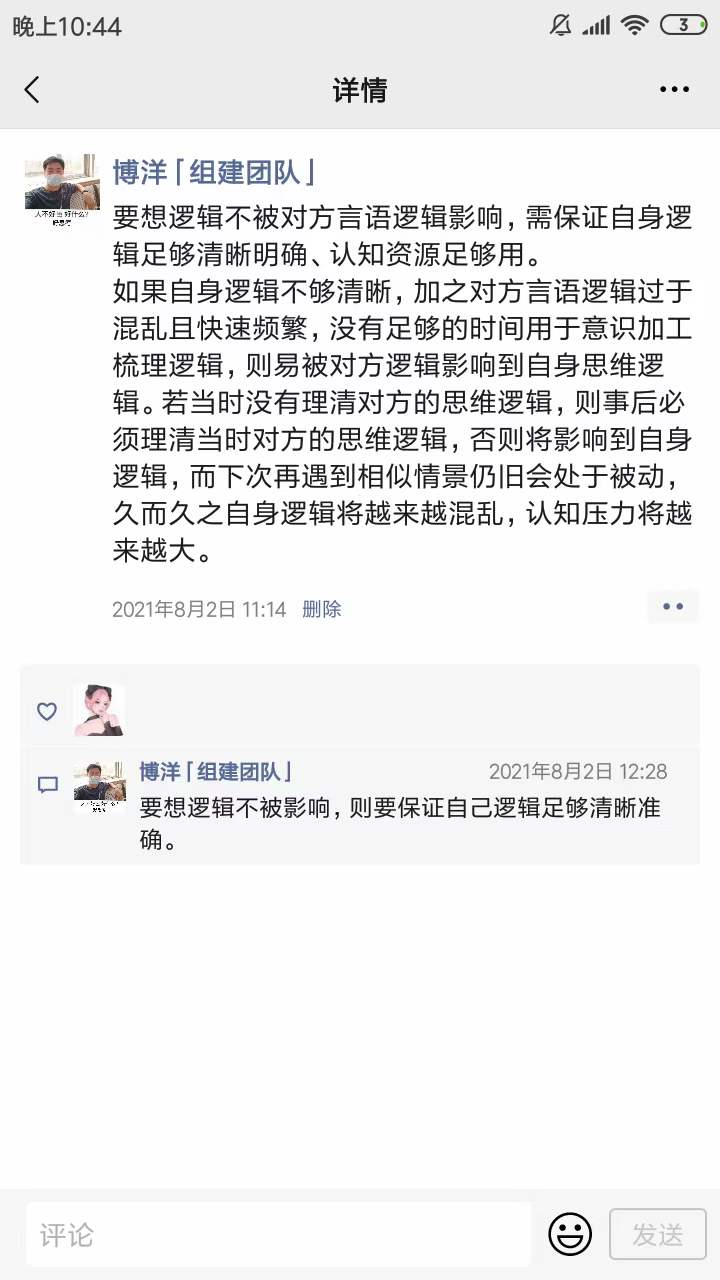 晚上10:44
3
详情
博洋「组建团队」
要想逻辑不被对方言语逻辑影响，需保证自身逻
辑足够清晰明确、认知资源足够用。
如果自身逻辑不够清晰，加之对方言语逻辑过于
混乱且快速频繁，没有足够的时间用于意识加工
梳理逻辑，则易被对方逻辑影响到自身思维逻
辑。若当时没有理清对方的思维逻辑，则事后必
须理清当时对方的思维逻辑，否则将影响到自身
逻辑，而下次再遇到相似情景仍旧会处于被动，
久而久之自身逻辑将越来越混乱，认知压力将越
来越大。
2021年8月2日 11:14 删除
博洋「组建团队」 2021年8月2日 12:28
要想逻辑不被影响，则要保证自己逻辑足够清晰准
确。
评论
发送